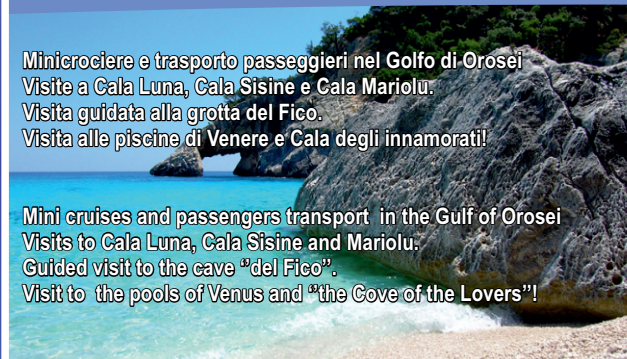 Minicrociere e trasporto passeggieri nel Golfo di Orosei
Visite a Cala Luna, Cala Sisine e Cala Mariolu.
Visita guidata alla grotta del Fico.
Visita alle piscine di Venere e Cala degli innamorati!
Mini cruises and passengers transport  in the Gulf of Orosei
Visits to Cala Luna, Cala Sisine and Mariolu.
Guided visit to the cave ‘’del Fico’’.
Visit to  the pools of Venus and ‘’the Cove of the Lovers’’!